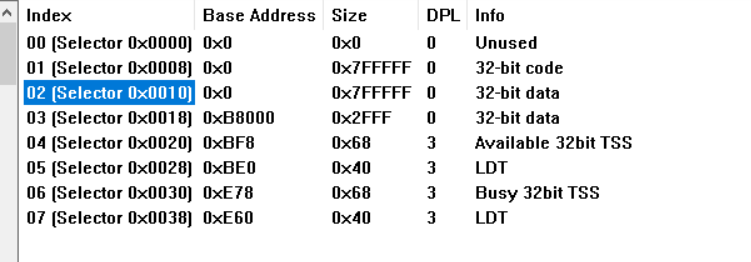 Index Base Address Size DPL Info
00 (Selector 0x0000) 0x0 0x0 0 Unused
01 (Selector 0x0008) 0x0 0x7FFFFF 0 32-bit code
02 (Selector 0x0010) 0x0 0x7FFFFF 0 32-bit data
03 (Selector 0x0018) 0xB8000 0x2FFF 0 32-bit data
04 (Selector 0x0020) 0xBF8 0x68 3 Available 32bit TSS
05 (Selector 0x0028) 0xBE0 0x40 3 LDT
06 (Selector 0x0030) 0xE78 0x68 3 Busy 32bit TSS
07 (Selector 0x0038) 0xE60 0x40 3 LDT